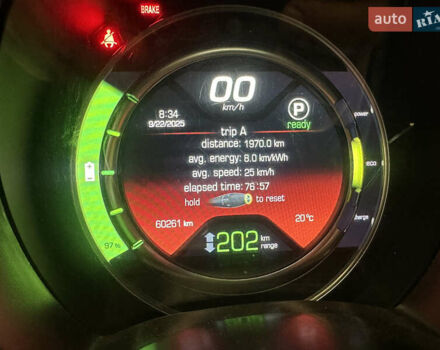 BRAKE
auto RIA
00
km/h
8:34
8/22/2025
P
ready
trip A
distance: 1970.0 km
avg. energy: 8.0 km/kWh
avg. speed: 25 km/h
elapsed time: 76:57
hold to reset
60261 km
20°C
202 km
range
97 %
power
eco
charge